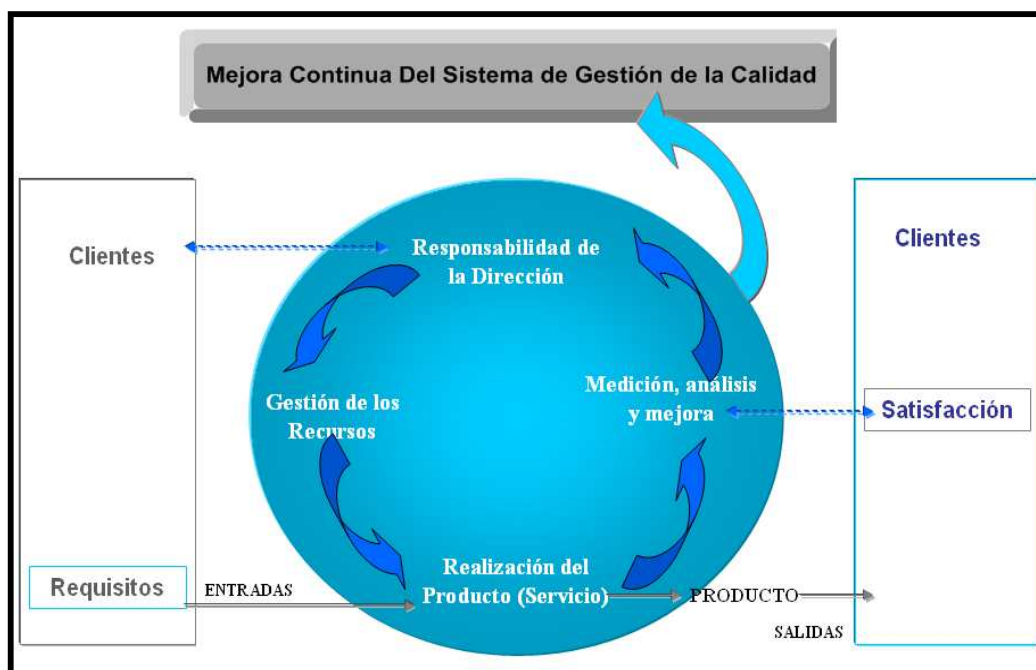 Mejora Continua Del Sistema de Gestión de la Calidad
Clientes
Responsabilidad de
la Dirección
Clientes
Gestión de los
Recursos
Medición, análisis
y mejora
Satisfacción
Requisitos
ENTRADAS
Realización del
Producto (Servicio)
PRODUCTO
SALIDAS